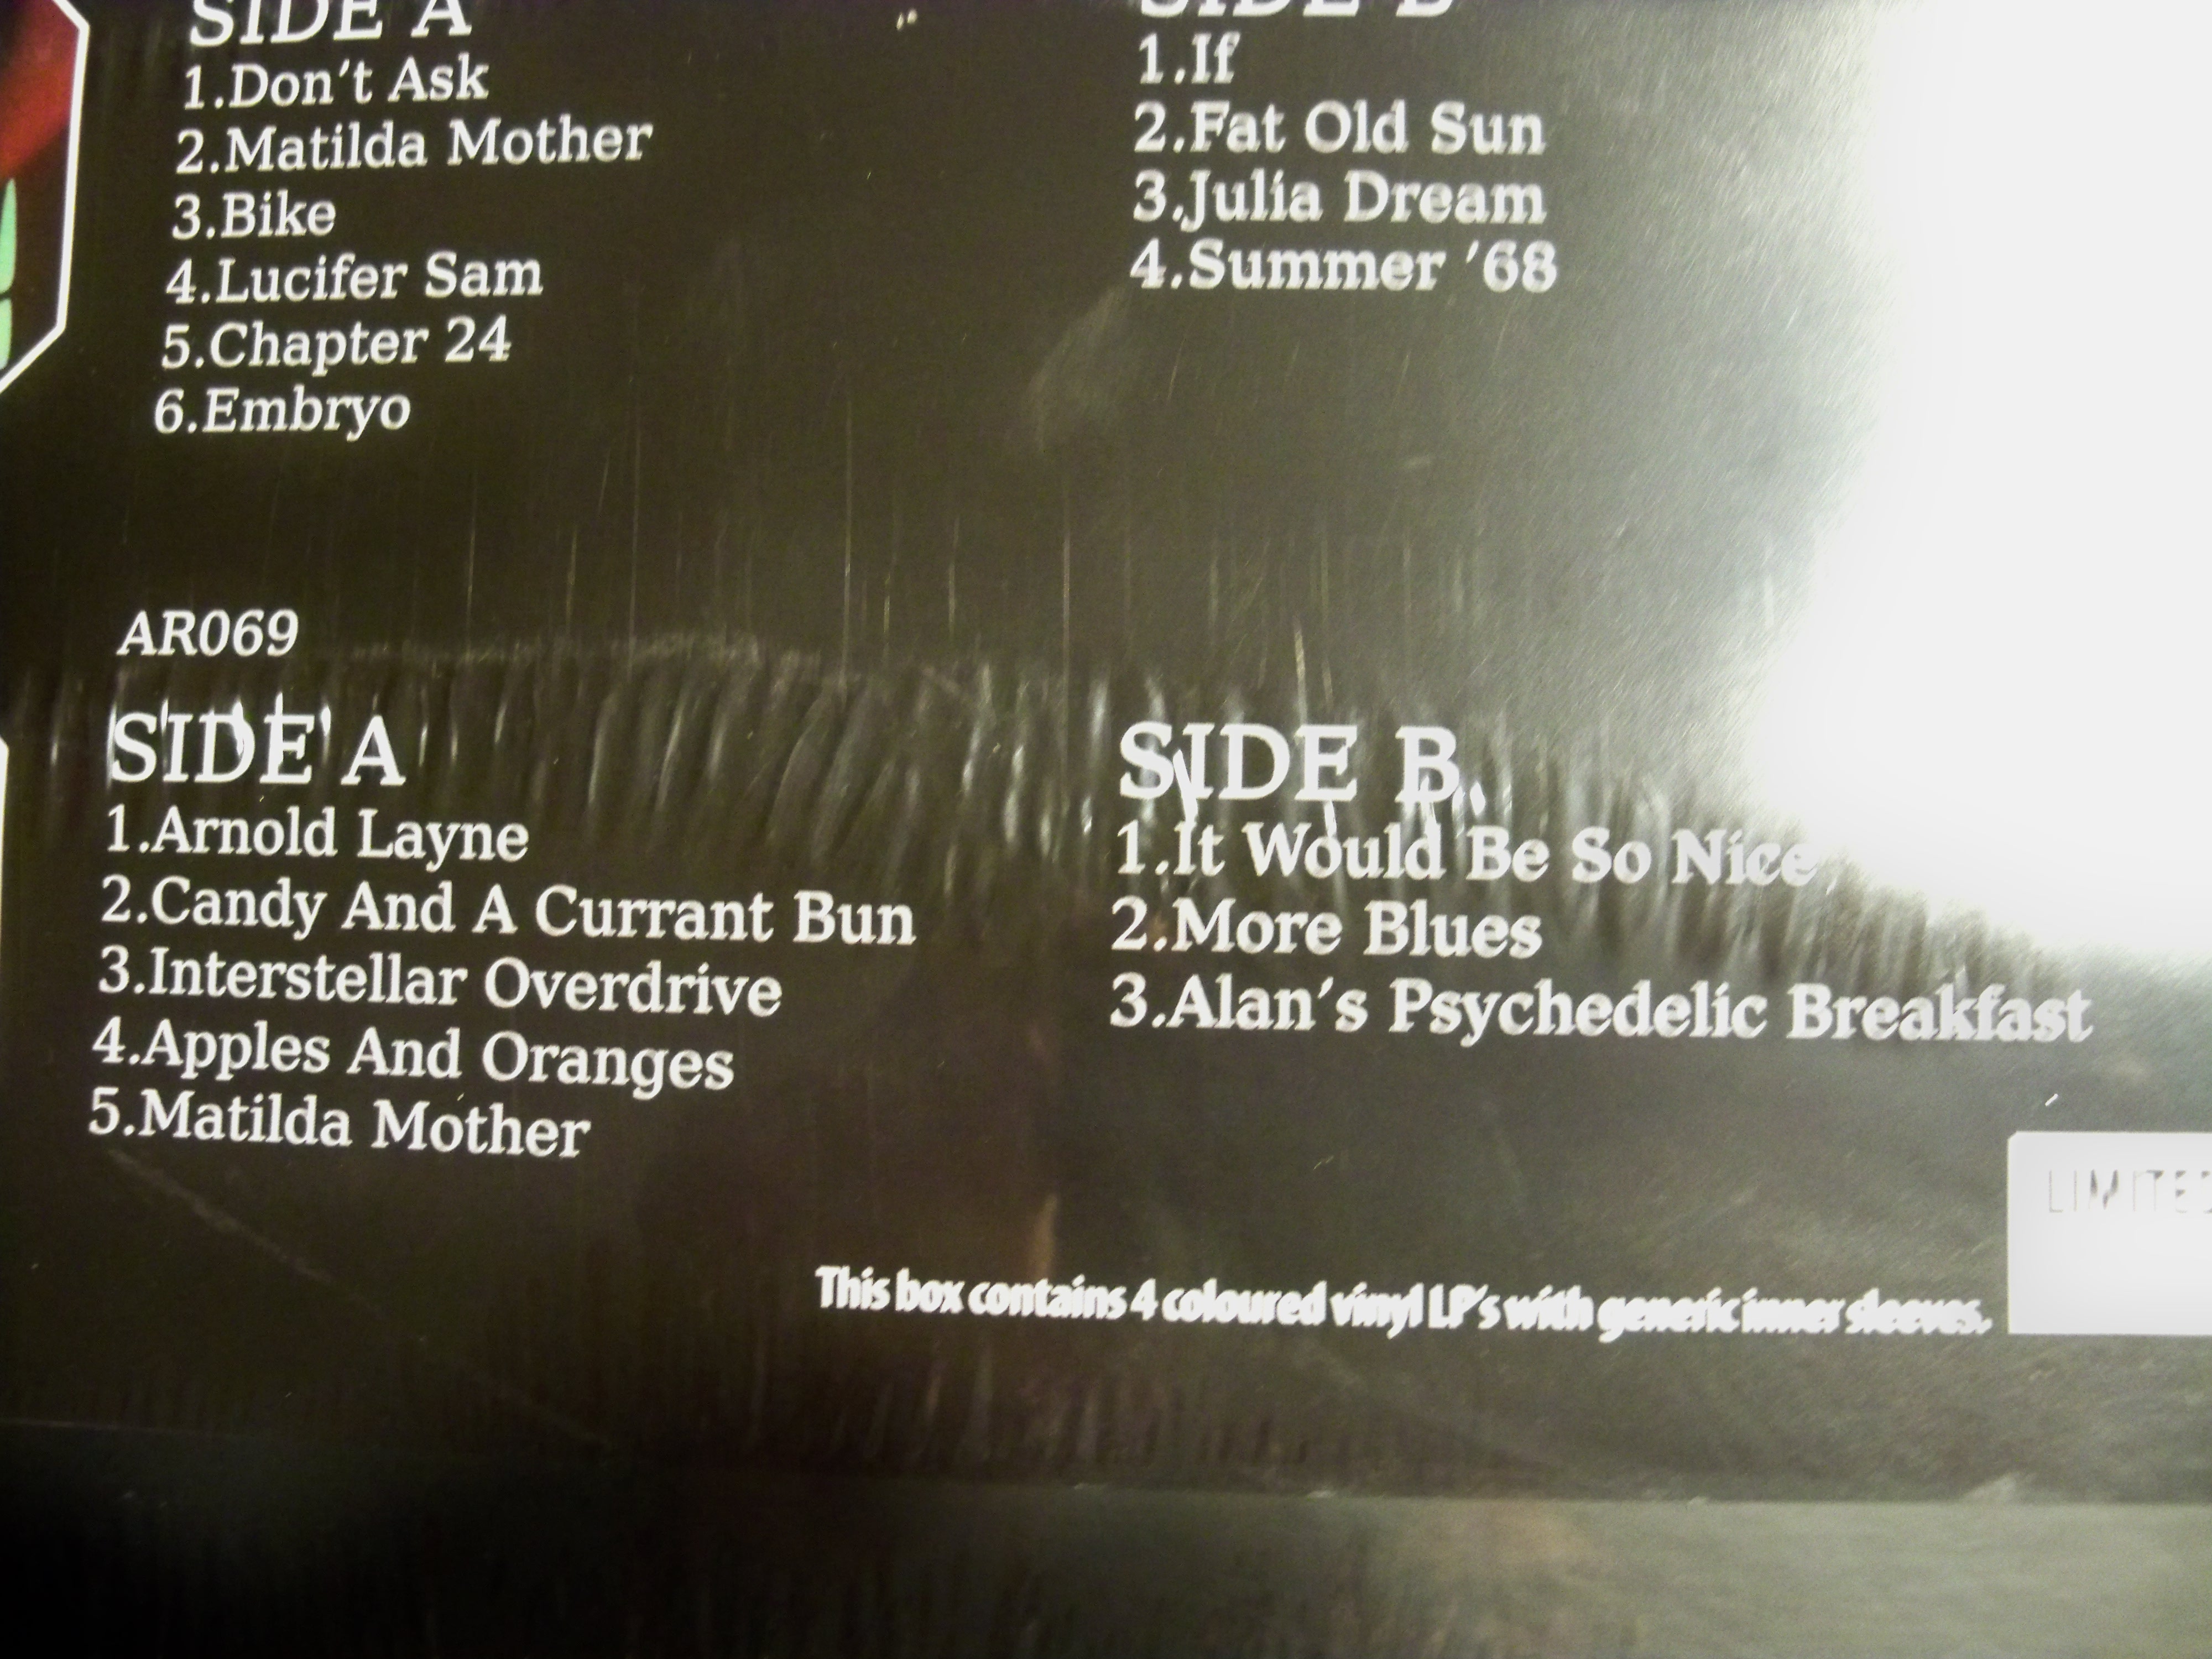 SIDE A
1.Don't Ask
2.Matilda Mother
3.Bike
4.Lucifer Sam
5.Chapter 24
6.Embryo
SIDE B
1.If
2.Fat Old Sun
3.Julia Dream
4.Summer '68
AR069
SIDE A
1.Arnold Layne
2.Candy And A Currant Bun
3.Interstellar Overdrive
4.Apples And Oranges
5.Matilda Mother
SIDE B
1.It Would Be So Nice
2.More Blues
3.Alan's Psychedelic Breakfast
This box contains 4 coloured vinyl LP's with generic inner sleeves.
LIMITED